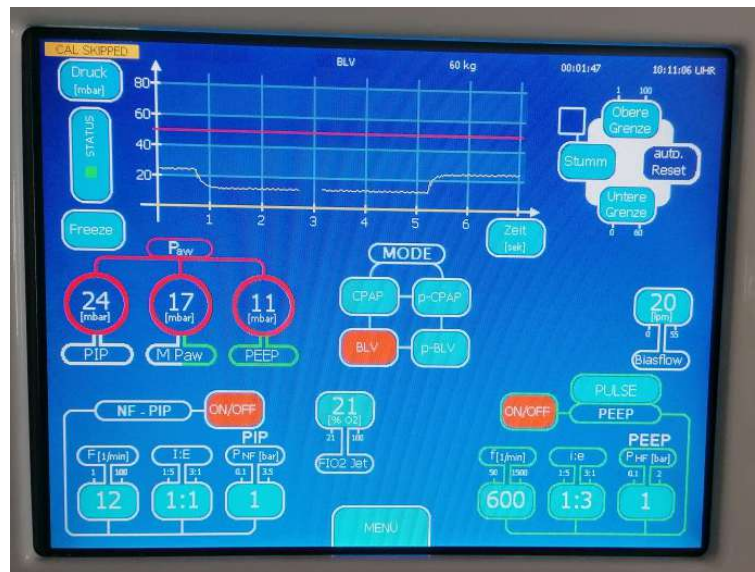 CAL SKIPPED
Druck
[mbar]
BLV
60 kg
00:01:47
10:11:06 UHR
80
60
40
20
1
2
3
4
5
6
STATUS
Freeze
Zeit
[sek]
1 100
Obere
Grenze
Stumm
auto.
Reset
Untere
Grenze
0 60
Paw
24
[mbar]
PIP
17
[mbar]
M Paw
11
[mbar]
PEEP
MODE
CPAP
p-CPAP
BLV
p-BLV
20
[lpm]
0 55
Biasflow
NF - PIP
ON/OFF
PIP
F[1/min]
1 100
12
I:E
1:5 3:1
1:1
P NF [bar]
0.1 3.5
1
21
[% O2]
21 100
FIO2 Jet
MENÜ
PULSE
ON/OFF
PEEP
PEEP
f[1/min]
50 1500
600
i:e
1:5 3:1
1:3
P HF [bar]
0.1 2
1